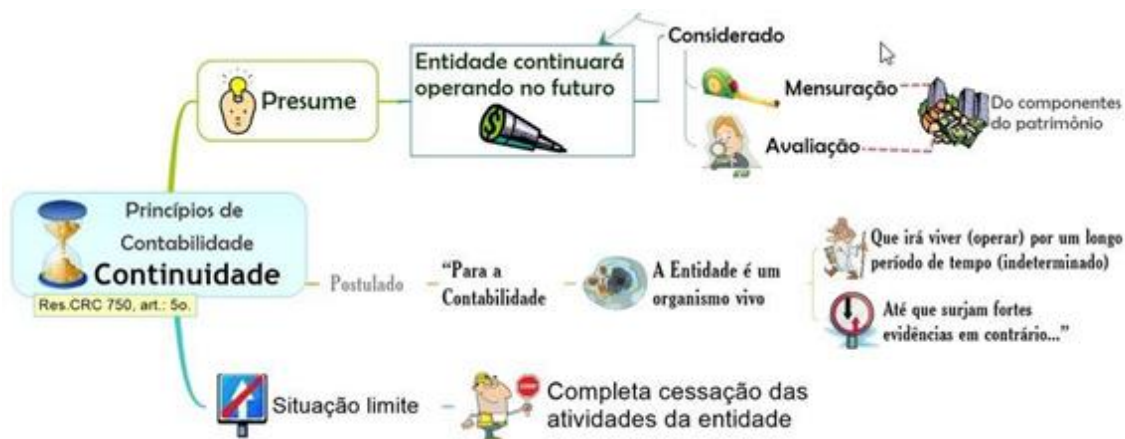 Presume
Entidade continuará
operando no futuro
Considerado
Mensuração
Avaliação
Do componentes
do patrimônio
Princípios de
Contabilidade
Continuidade
Res.CRC 750, art.: 5o.
Postulado
“Para a
Contabilidade
A Entidade é um
organismo vivo
Que irá viver (operar) por um longo
período de tempo (indeterminado)
Até que surjam fortes
evidências em contrário...”
Situação limite
STOP
Completa cessação das
atividades da entidade